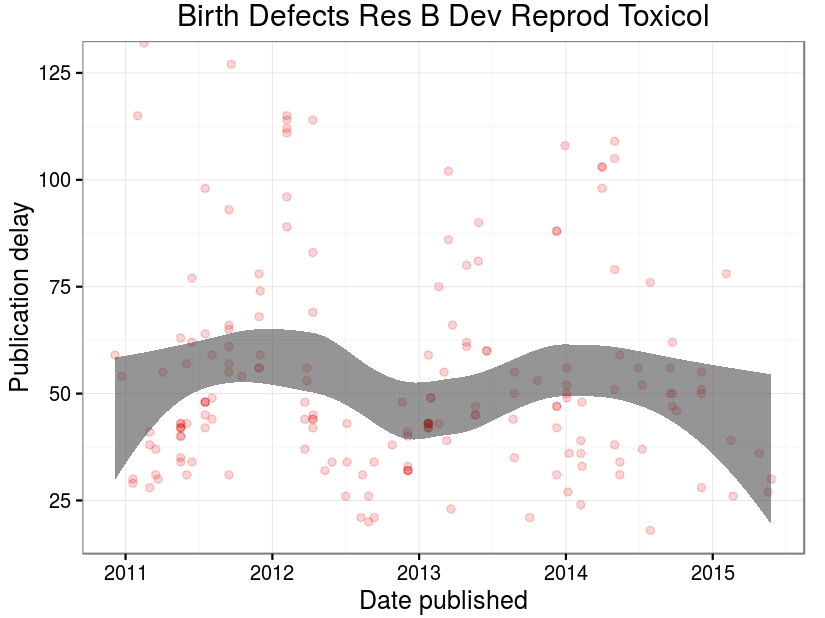 Birth Defects Res B Dev Reprod Toxicol
Publication delay
125
100
75
50
25
2011 2012 2013 2014 2015
Date published